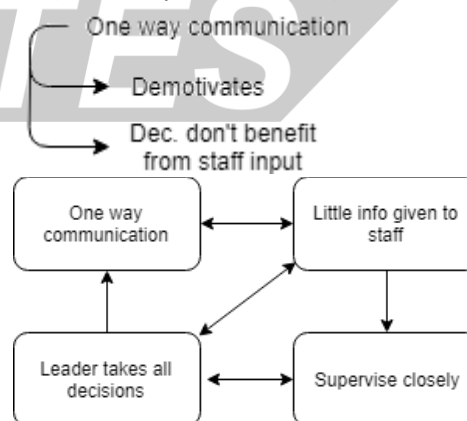 TES
One way communication
Demotivates
Dec. don't benefit
from staff input
One way
communication
Little info given to
staff
Leader takes all
decisions
Supervise closely